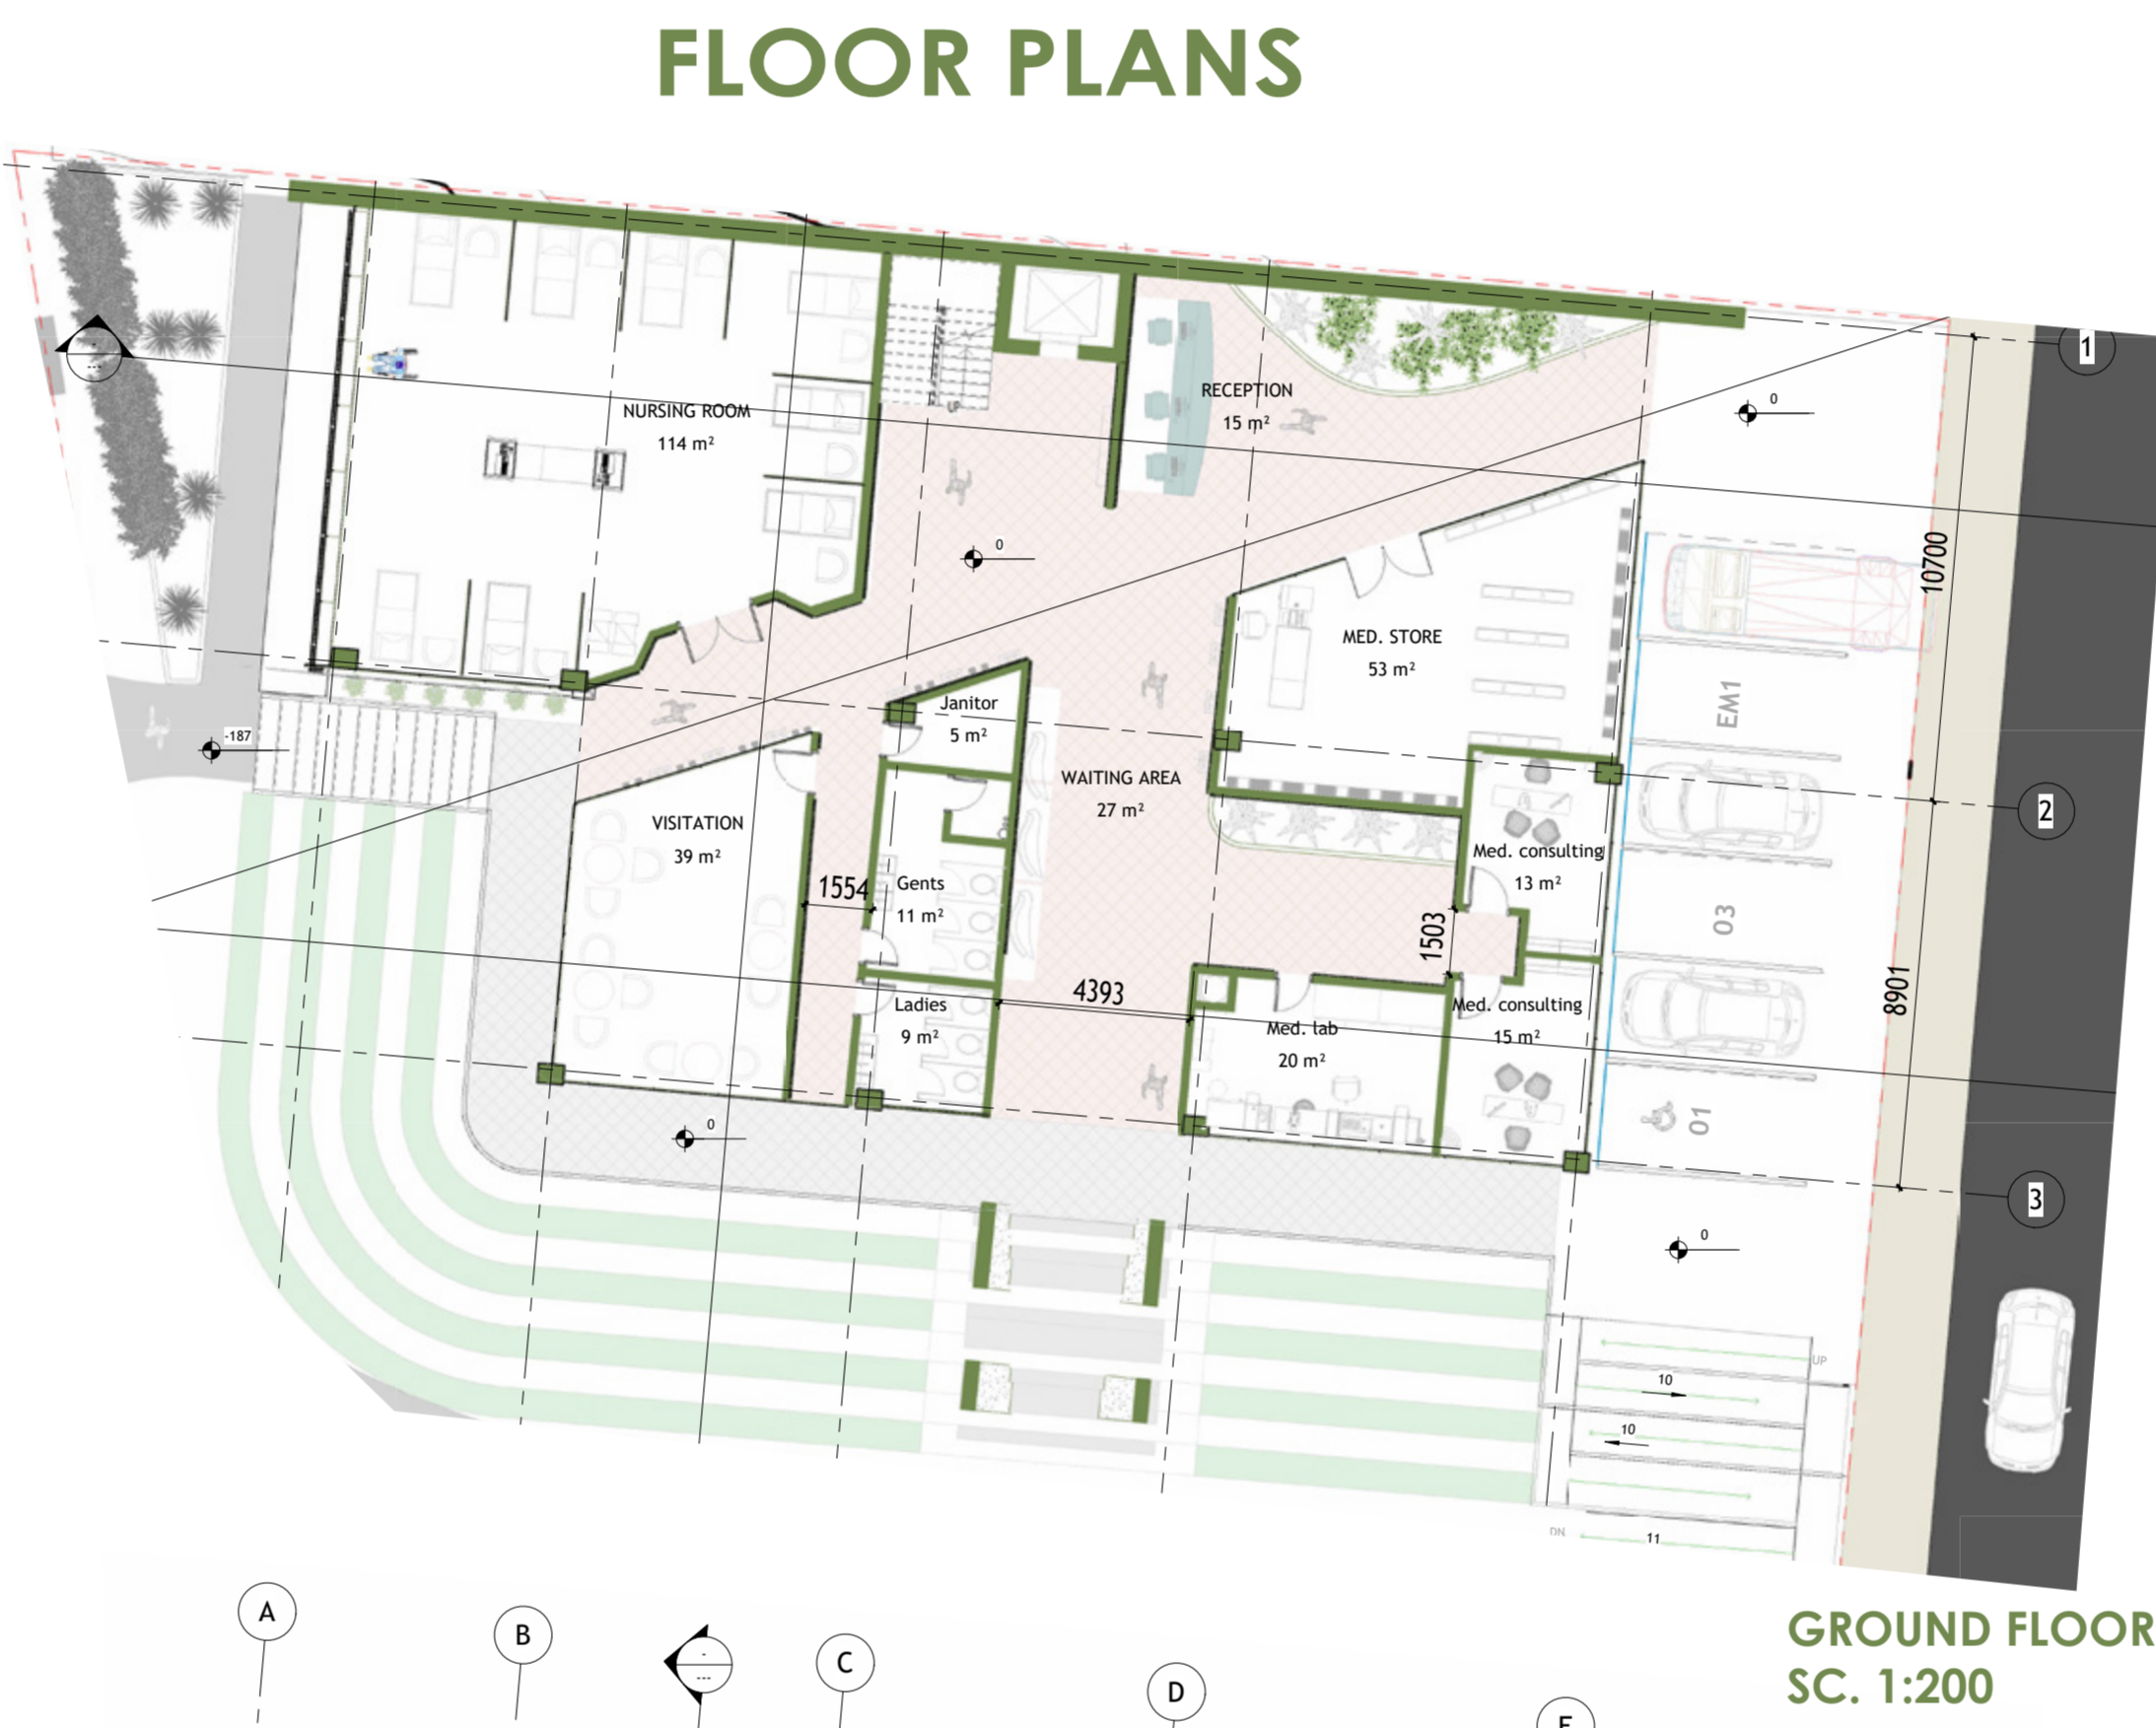 FLOOR PLANS
1
0
RECEPTION
15 m²
NURSING ROOM
114 m²
UP
0
10700
MED. STORE
53 m²
EM1
Janitor
5 m²
-187
WAITING AREA
27 m²
2
VISITATION
39 m²
Med. consulting
13 m²
1554
Gents
11 m²
03
1503
4393
8901
Ladies
9 m²
Med. consulting
15 m²
Med. lab
20 m²
01
0
3
0
UP
10
10
DN
11
A
B
-
---
C
D
GROUND FLOOR
SC. 1:200
-
---